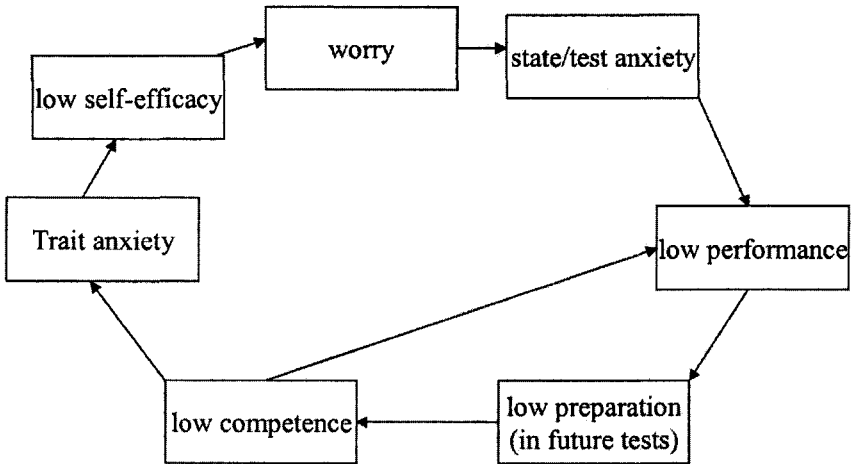 worry
state/test anxiety
low self-efficacy
Trait anxiety
low performance
low competence
low preparation
(in future tests)